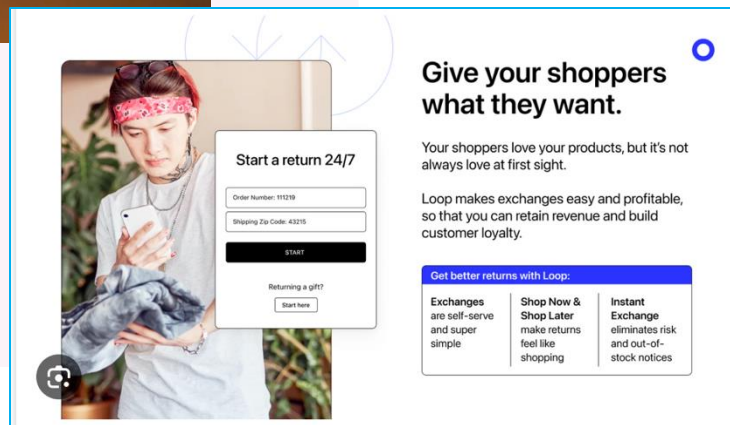 Give your shoppers
what they want.
Your shoppers love your products, but it's not
always love at first sight.
Loop makes exchanges easy and profitable,
so that you can retain revenue and build
customer loyalty.
Start a return 24/7
Order Number: 111219
Shipping Zip Code: 43215
START
Returning a gift?
Start here
Get better returns with Loop:
Exchanges
are self-serve
and super
simple
Shop Now &
Shop Later
make returns
feel like
shopping
Instant
Exchange
eliminates risk
and out-of-
stock notices